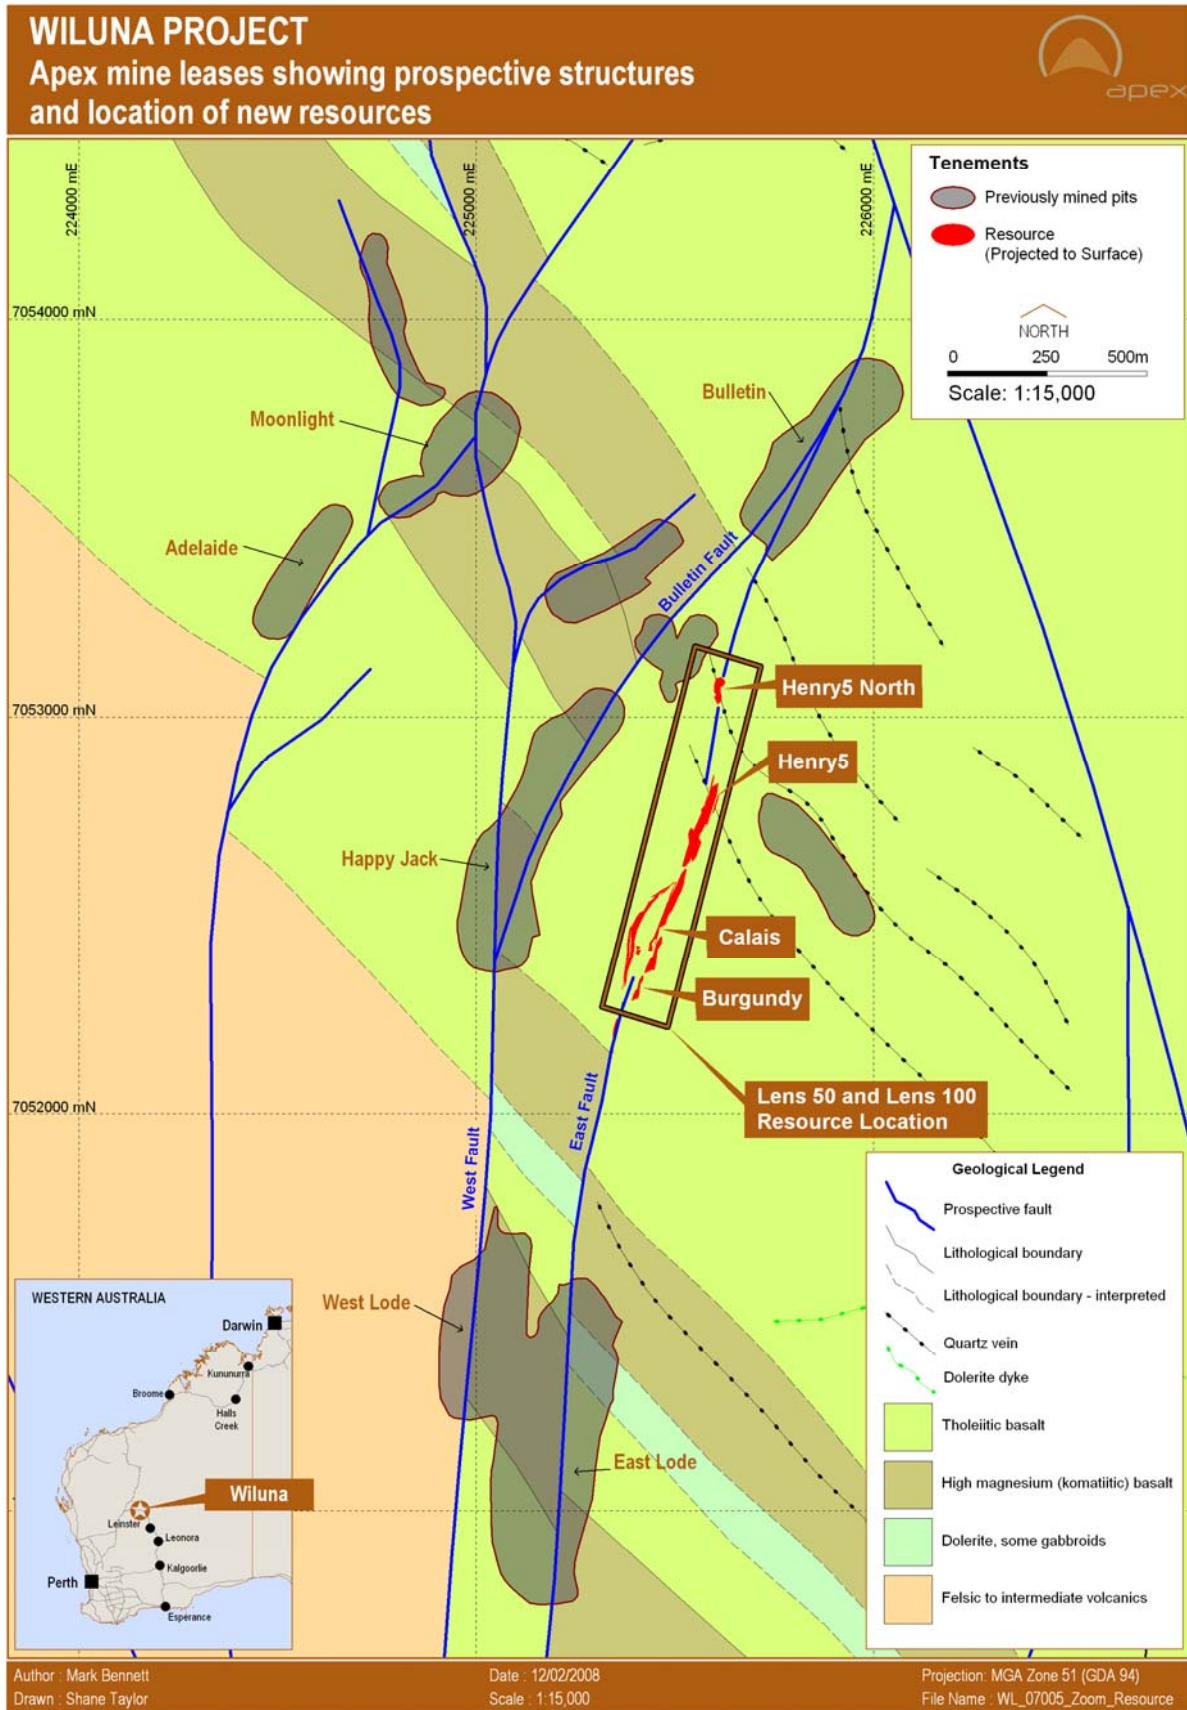 WILUNA PROJECT
Apex mine leases showing prospective structures
and location of new resources
apex
224000 mE
225000 mE
226000 mE
Tenements
Previously mined pits
Resource
(Projected to Surface)
NORTH
0 250 500m
Scale: 1:15,000
7054000 mN
Moonlight
Bulletin
Adelaide
Bulletin Fault
Henry5 North
7053000 mN
Henry5
Happy Jack
Calais
Burgundy
Lens 50 and Lens 100
Resource Location
7052000 mN
East Fault
West Fault
West Lode
East Lode
Geological Legend
Prospective fault
Lithological boundary
Lithological boundary - interpreted
Quartz vein
Dolerite dyke
Tholeiitic basalt
High magnesium (komatiitic) basalt
Dolerite, some gabbroids
Felsic to intermediate volcanics
WESTERN AUSTRALIA
Darwin
Kununurra
Broome
Halls
Creek
Wiluna
Leinster
Leonora
Kalgoorlie
Perth
Esperance
Author : Mark Bennett
Drawn : Shane Taylor
Date : 12/02/2008
Scale : 1:15,000
Projection: MGA Zone 51 (GDA 94)
File Name : WL_07005_Zoom_Resource